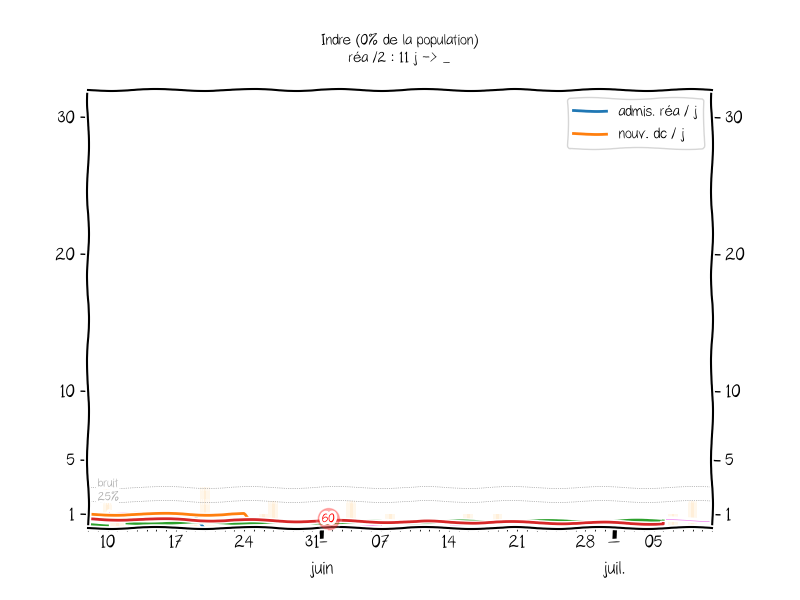 Indre (0% de la population)
réa /2 : 11 j -> _
admis. réa / j
nouv. dc / j
30
30
20
20
10
10
5
5
bruit
25%
1
1
60
10 17 24 31 07 14 21 28 05
juin juil.